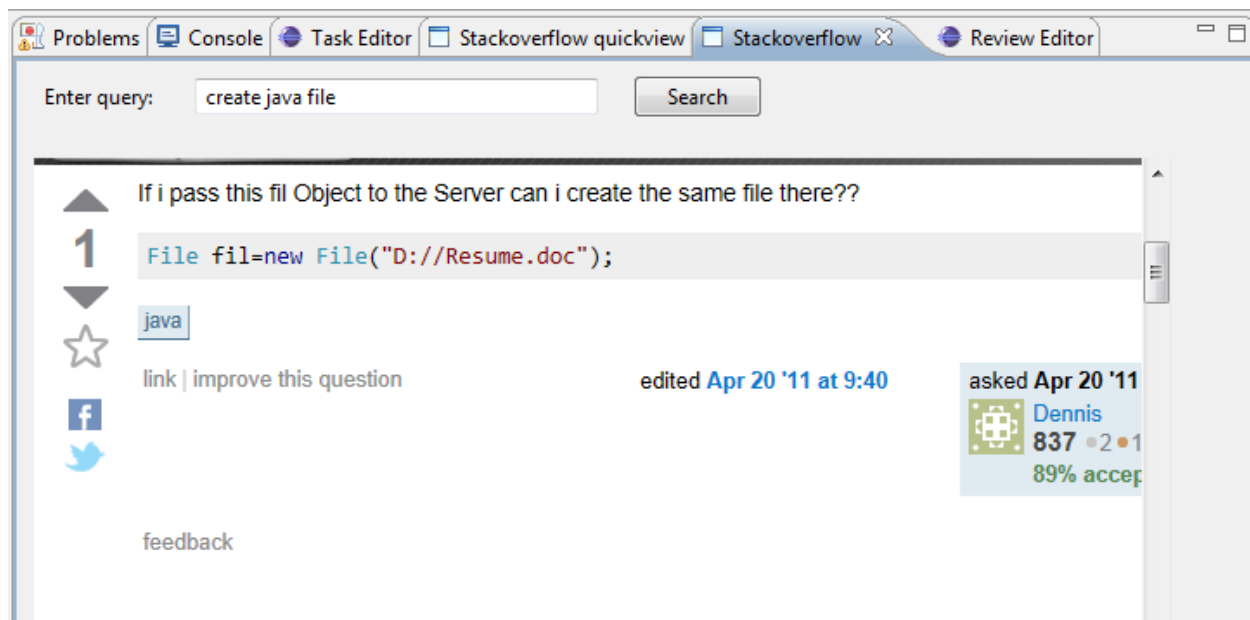 Problems Console Task Editor Stackoverflow quickview Stackoverflow Review Editor
Enter query: create java file Search
If i pass this fil Object to the Server can i create the same file there??
1
File fil=new File("D://Resume.doc");
java
link | improve this question edited Apr 20 '11 at 9:40 asked Apr 20 '11
Dennis
837 2 1
89% accep
feedback